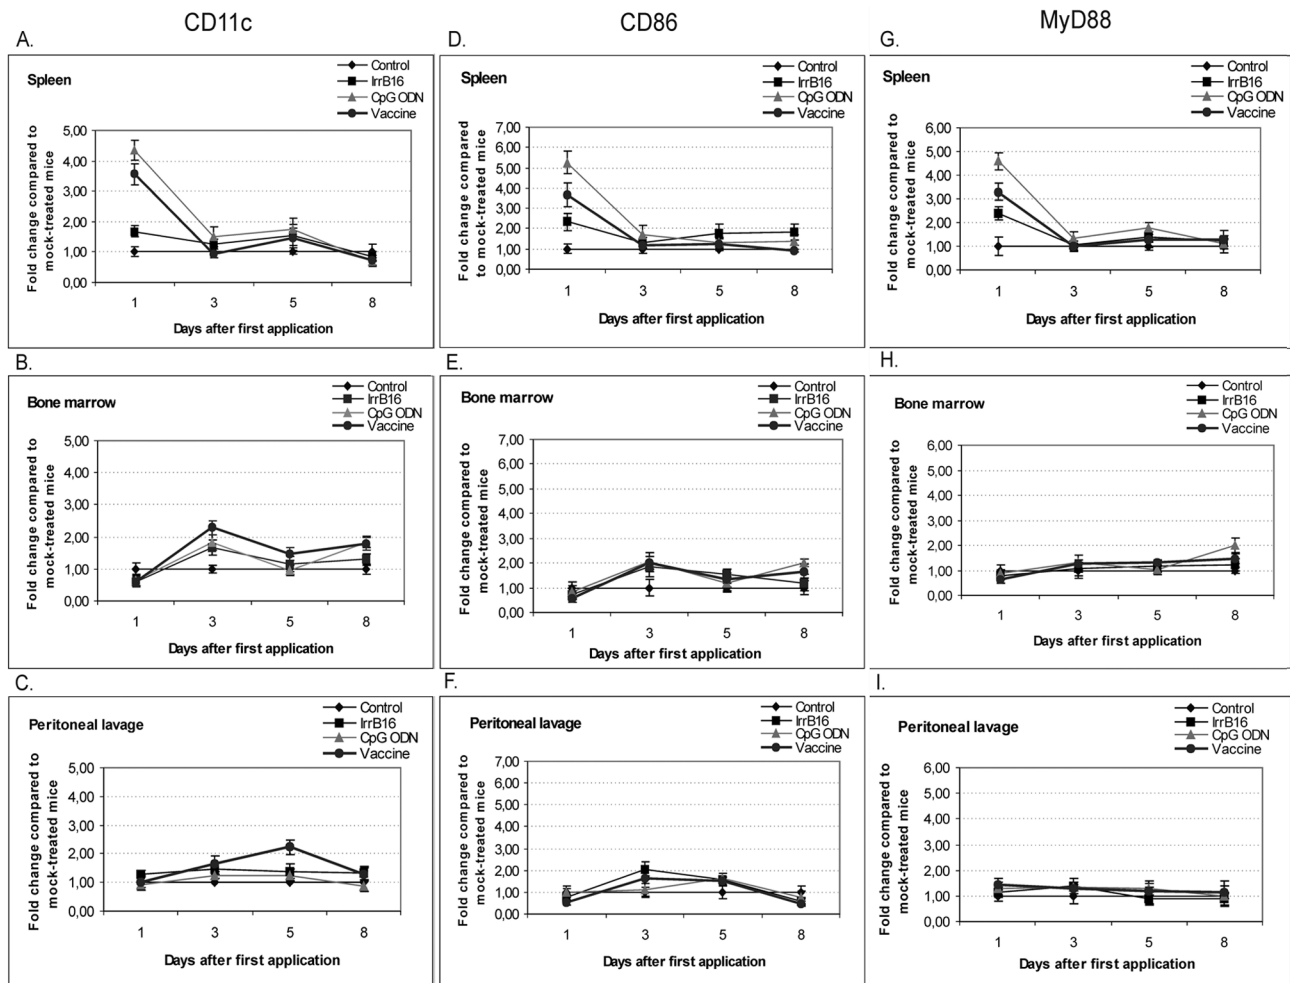 CD11c
CD86
MyD88
A.
Spleen
Control
IrrB16
CpG ODN
Vaccine
Fold change compared to
mock-treated mice
5,00
4,00
3,00
2,00
1,00
0,00
1 3 5 8
Days after first application
D.
Spleen
Control
IrrB16
CpG ODN
Vaccine
Fold change compared
to mock-treated mice
7,00
6,00
5,00
4,00
3,00
2,00
1,00
0,00
1 3 5 8
Days after first application
G.
Spleen
Control
IrrB16
CpG ODN
Vaccine
Fold change compared to
mock-treated mice
6,00
5,00
4,00
3,00
2,00
1,00
0,00
1 3 5 8
Days after first application
B.
Bone marrow
Control
IrrB16
CpG ODN
Vaccine
Fold change compared to
mock-treated mice
5,00
4,00
3,00
2,00
1,00
0,00
1 3 5 8
Days after first application
E.
Bone marrow
Control
IrrB16
CpG ODN
Vaccine
Fold change compared to
mock-treated mice
7,00
6,00
5,00
4,00
3,00
2,00
1,00
0,00
1 3 5 8
Days after first application
H.
Bone marrow
Control
IrrB16
CpG ODN
Vaccine
Fold change compared to
mock-treated mice
6,00
5,00
4,00
3,00
2,00
1,00
0,00
1 3 5 8
Days after first application
C.
Peritoneal lavage
Control
IrrB16
CpG ODN
Vaccine
Fold change compared to
mock-treated mice
5,00
4,00
3,00
2,00
1,00
0,00
1 3 5 8
Days after first application
F.
Peritoneal lavage
Control
IrrB16
CpG ODN
Vaccine
Fold change compared to
mock-treated mice
7,00
6,00
5,00
4,00
3,00
2,00
1,00
0,00
1 3 5 8
Days after first application
I.
Peritoneal lavage
Control
IrrB16
CpG ODN
Vaccine
Fold change compared to
mock-treated mice
6,00
5,00
4,00
3,00
2,00
1,00
0,00
1 3 5 8
Days after first application